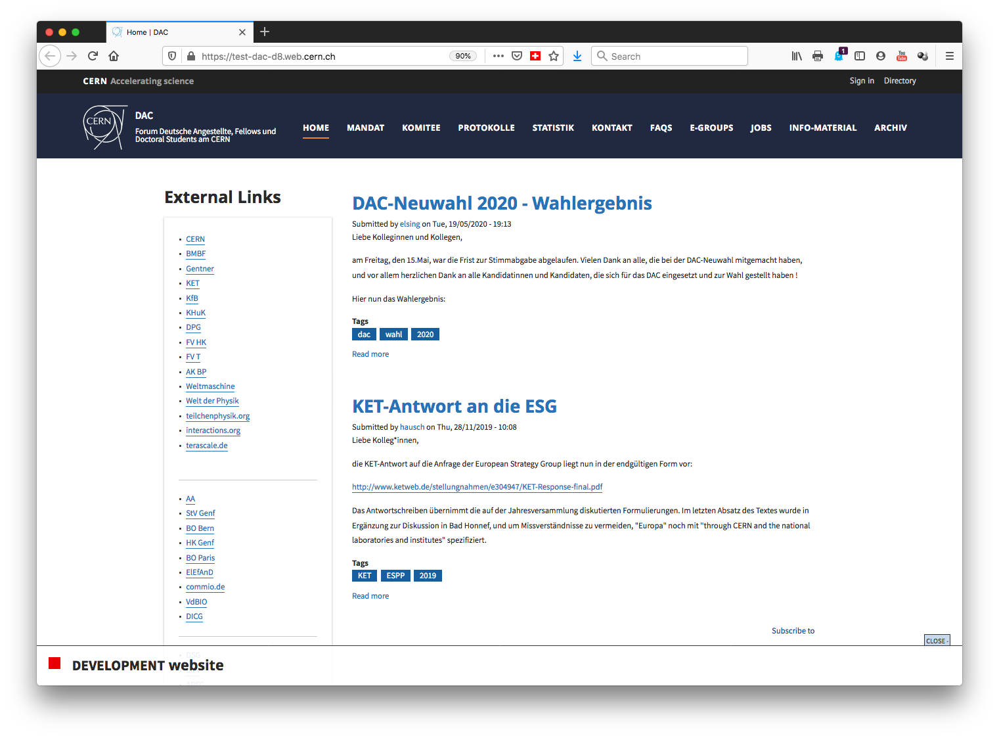 Home | DAC
https://test-dac-d8.web.cern.ch
90%
Search
1
You
Tube
CERN Accelerating science
Sign in
Directory
CERN
DAC
Forum Deutsche Angestellte, Fellows und
Doctoral Students am CERN
HOME
MANDAT
KOMITEE
PROTOKOLLE
STATISTIK
KONTAKT
FAQS
E-GROUPS
JOBS
INFO-MATERIAL
ARCHIV
External Links
• CERN
• BMBF
• Gentner
• KET
• KfB
• KHuK
• DPG
• FV HK
• FV T
• AK BP
• Weltmaschine
• Welt der Physik
• teilchenphysik.org
• interactions.org
• terascale.de
• AA
• StV Genf
• BO Bern
• HK Genf
• BO Paris
• ElEfAnD
• commio.de
• VdBIO
• DICG
DAC-Neuwahl 2020 - Wahlergebnis
Submitted by elsing on Tue, 19/05/2020 - 19:13
Liebe Kolleginnen und Kollegen,
am Freitag, den 15.Mai, war die Frist zur Stimmabgabe abgelaufen. Vielen Dank an alle, die bei der DAC-Neuwahl mitgemacht haben,
und vor allem herzlichen Dank an alle Kandidatinnen und Kandidaten, die sich für das DAC eingesetzt und zur Wahl gestellt haben !
Hier nun das Wahlergebnis:
Tags
dac wahl 2020
Read more
KET-Antwort an die ESG
Submitted by hausch on Thu, 28/11/2019 - 10:08
Liebe Kolleg*innen,
die KET-Antwort auf die Anfrage der European Strategy Group liegt nun in der endgültigen Form vor:
http://www.ketweb.de/stellungnahmen/e304947/KET-Response-final.pdf
Das Antwortschreiben übernimmt die auf der Jahresversammlung diskutierten Formulierungen. Im letzten Absatz des Textes wurde in
Ergänzung zur Diskussion in Bad Honnef, und um Missverständnisse zu vermeiden, "Europa" noch mit "through CERN and the national
laboratories and institutes" spezifiziert.
Tags
KET ESPP 2019
Read more
Subscribe to
CLOSE -
DEVELOPMENT website